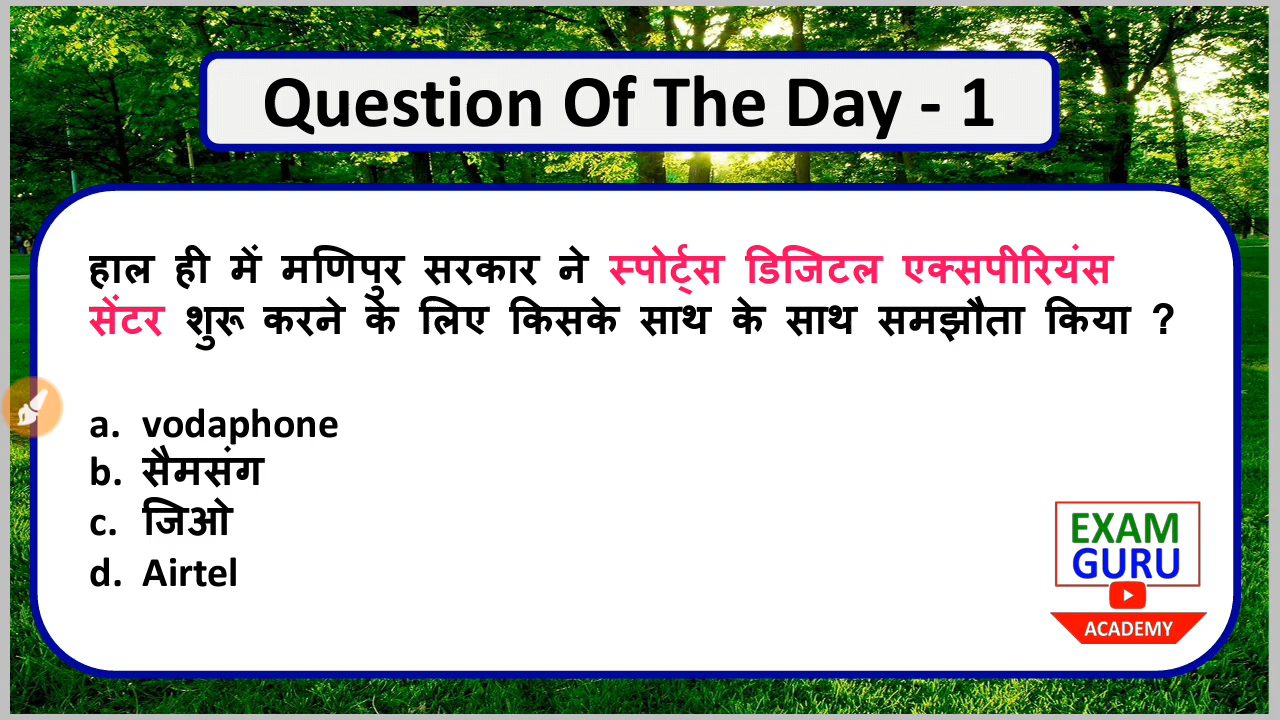 Question Of The Day - 1
हाल ही में मणिपुर सरकार ने स्पोर्ट्स डिजिटल एक्सपीरियंस
सेंटर शुरू करने के लिए किसके साथ के साथ समझौता किया ?
a. vodaphone
b. सैमसंग
c. जिओ
d. Airtel
EXAM
GURU
ACADEMY